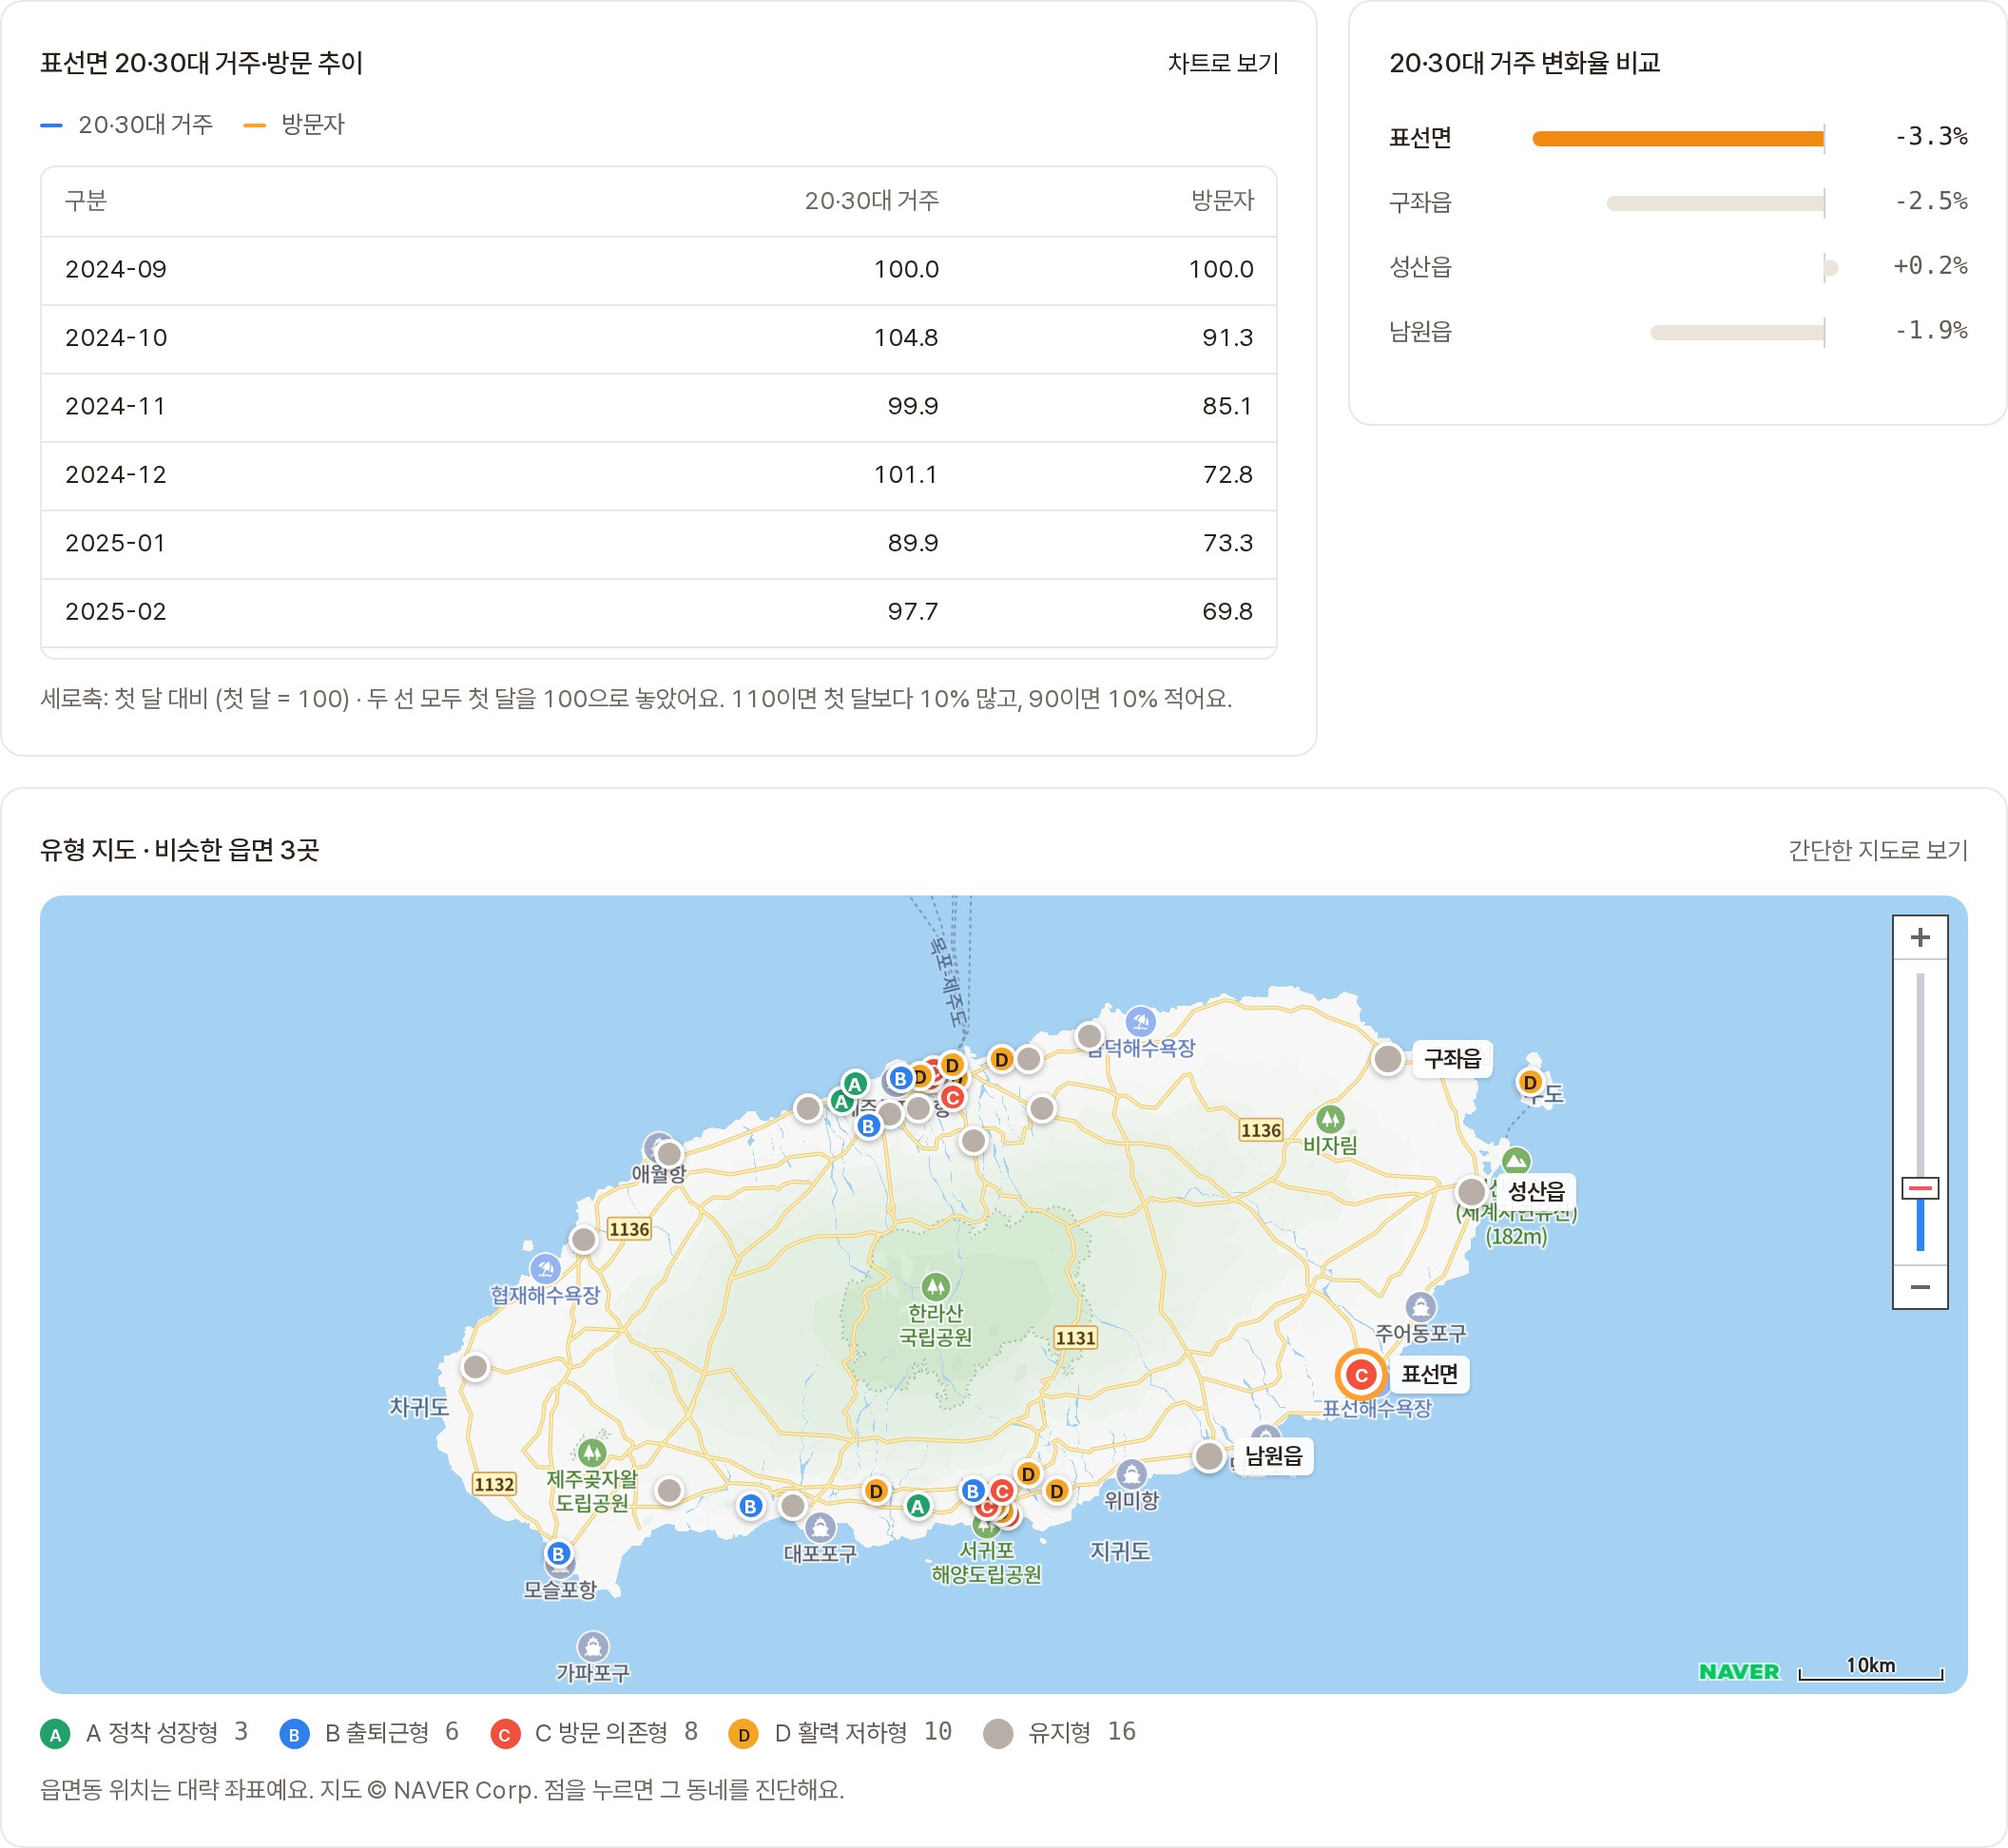 표선면 20·30대 거주·방문 추이
차트로 보기
20·30대 거주 방문자
구분 20·30대 거주 방문자
2024-09 100.0 100.0
2024-10 104.8 91.3
2024-11 99.9 85.1
2024-12 101.1 72.8
2025-01 89.9 73.3
2025-02 97.7 69.8
세로축: 첫 달 대비 (첫 달 = 100) · 두 선 모두 첫 달을 100으로 놓았어요. 110이면 첫 달보다 10% 많고, 90이면 10% 적어요.
20·30대 거주 변화율 비교
표선면 -3.3%
구좌읍 -2.5%
성산읍 +0.2%
남원읍 -1.9%
유형 지도 · 비슷한 읍면 3곳
간단한 지도로 보기
목포-제주도
구좌읍
D
D
D
D
B
A
A
C
B
1136
비자림
애월항
성산읍
(182m)
1136
협재해수욕장
한라산
국립공원
1131
주어동포구
C
표선면
표선해수욕장
차귀도
남원읍
제주곶자왈
도립공원
1132
위미항
D
D
D
B
C
C
A
B
대포포구
서귀포
해양도립공원
지귀도
B
모슬포항
가파포구
NAVER
10km
A A 정착 성장형 3 B B 출퇴근형 6 C C 방문 의존형 8 D D 활력 저하형 10 유지형 16
읍면동 위치는 대략 좌표예요. 지도 © NAVER Corp. 점을 누르면 그 동네를 진단해요.